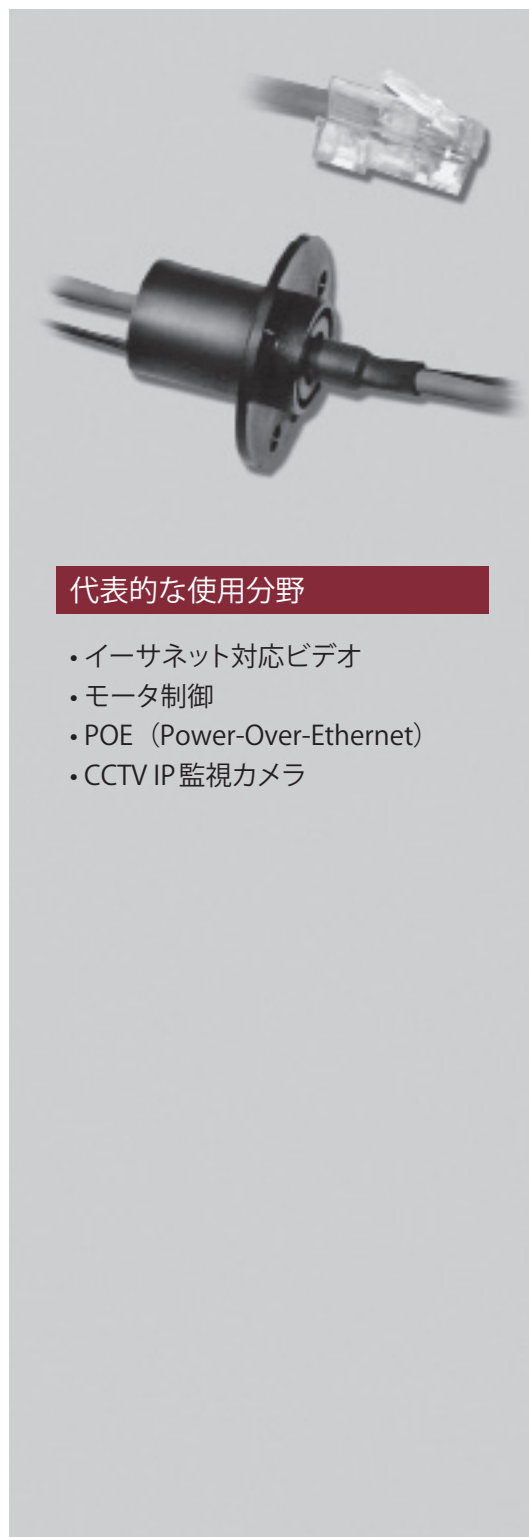 代表的な使用分野
• イーサネット対応ビデオ
• モータ制御
• POE（Power-Over-Ethernet）
• CCTV IP監視カメラ